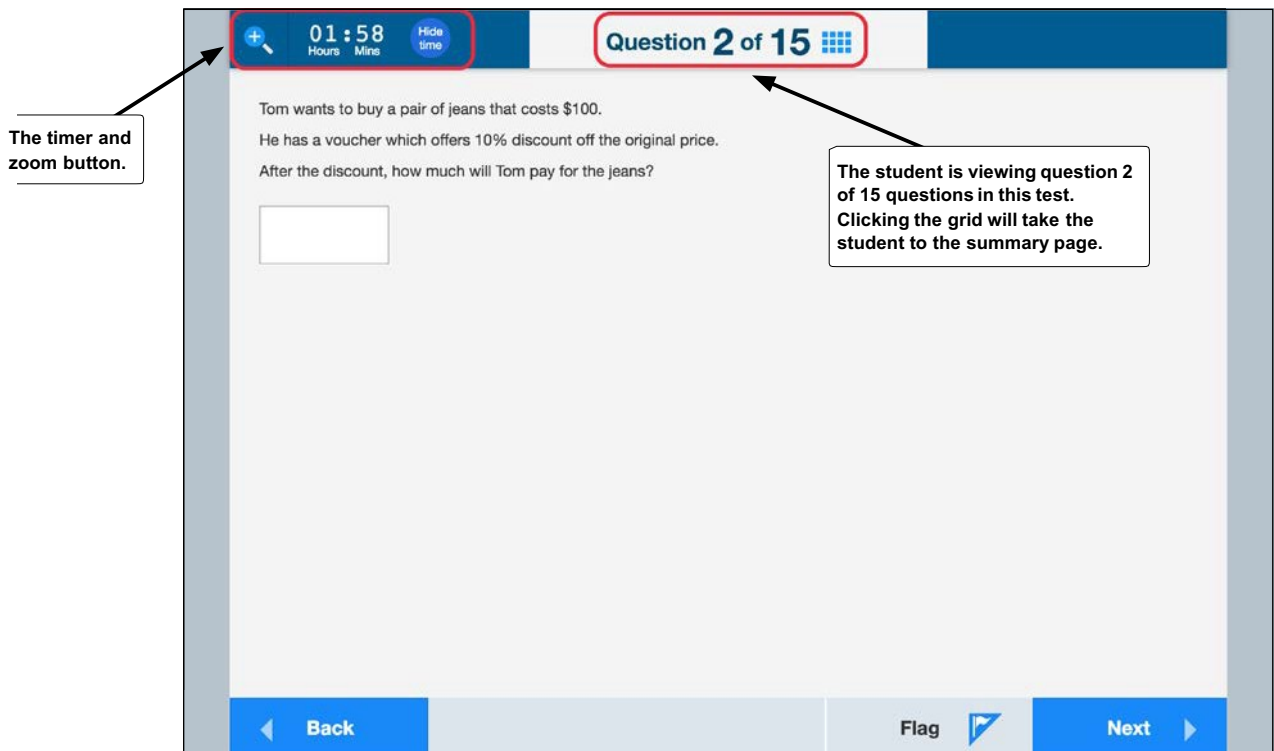 01:58
Hours Mins
Hide
time
Question 2 of 15
The timer and
zoom button.
Tom wants to buy a pair of jeans that costs $100.
He has a voucher which offers 10% discount off the original price.
After the discount, how much will Tom pay for the jeans?
The student is viewing question 2
of 15 questions in this test.
Clicking the grid will take the
student to the summary page.
Back
Flag
Next